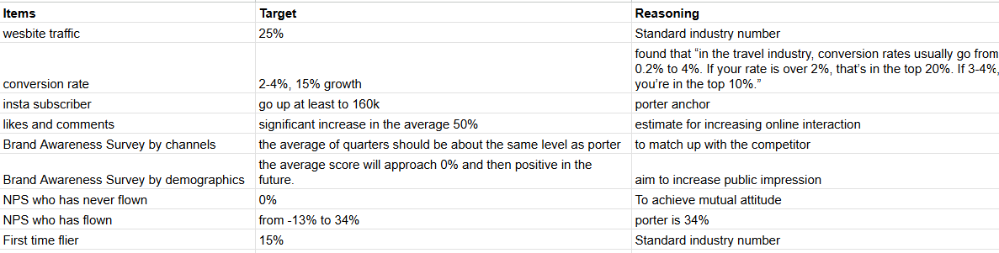 Items Target Reasoning
wesbite traffic 25% Standard industry number
found that “in the travel industry, conversion rates usually go from
0.2% to 4%. If your rate is over 2%, that’s in the top 20%. If 3-4%,
conversion rate 2-4%, 15% growth you’re in the top 10%.”
insta subscriber go up at least to 160k porter anchor
likes and comments significant increase in the average 50% estimate for increasing online interaction
Brand Awareness Survey by channels the average of quarters should be about the same level as porter to match up with the competitor
the average score will approach 0% and then positive in the
Brand Awareness Survey by demographics future. aim to increase public impression
NPS who has never flown 0% To achieve mutual attitude
NPS who has flown from -13% to 34% porter is 34%
First time flier 15% Standard industry number